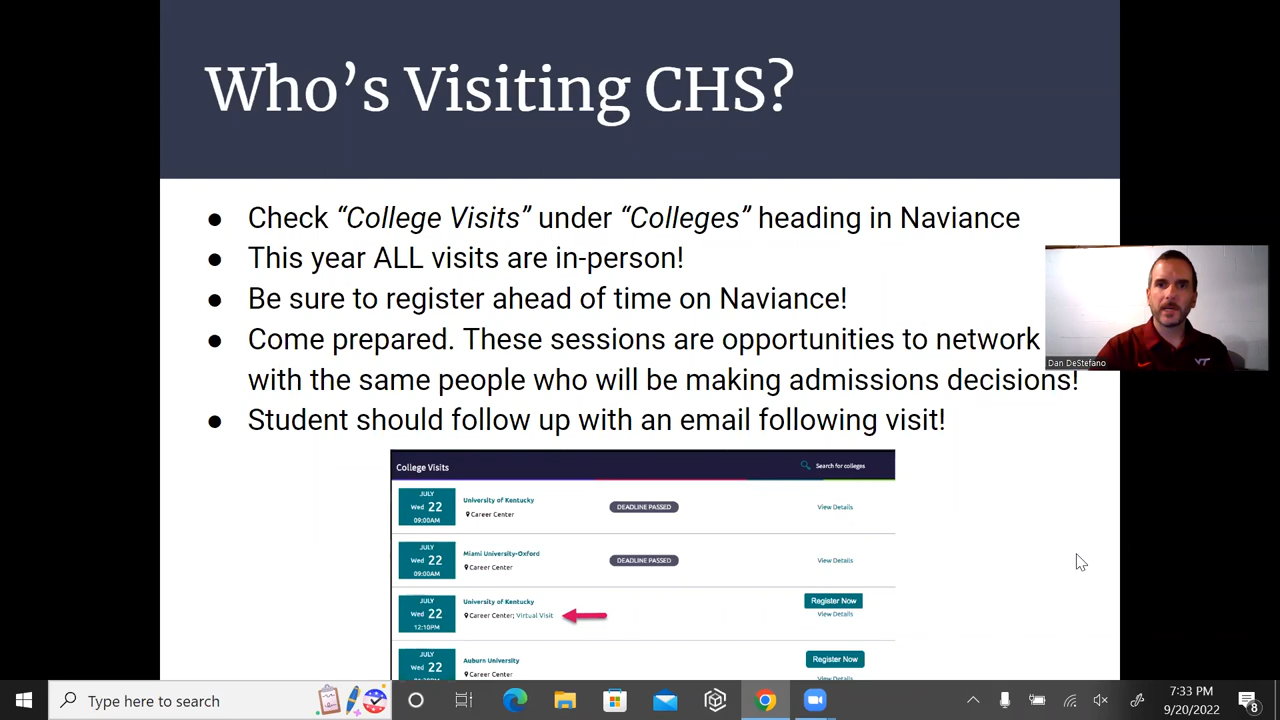 Who's Visiting CHS?
● Check “College Visits” under “Colleges” heading in Naviance
● This year ALL visits are in-person!
● Be sure to register ahead of time on Naviance!
● Come prepared. These sessions are opportunities to network
with the same people who will be making admissions decisions!
● Student should follow up with an email following visit!
Dan DeStefano
VT
College Visits
Search for colleges
JULY
Wed 22
09:00AM
University of Kentucky
Career Center
DEADLINE PASSED
View Details
JULY
Wed 22
09:00AM
Miami University-Oxford
Career Center
DEADLINE PASSED
View Details
JULY
Wed 22
12:10PM
University of Kentucky
Career Center; Virtual Visit
Register Now
View Details
JULY
Wed 22
Auburn University
Career Center
Register Now
Type here to search
7:33 PM
9/20/2022
8